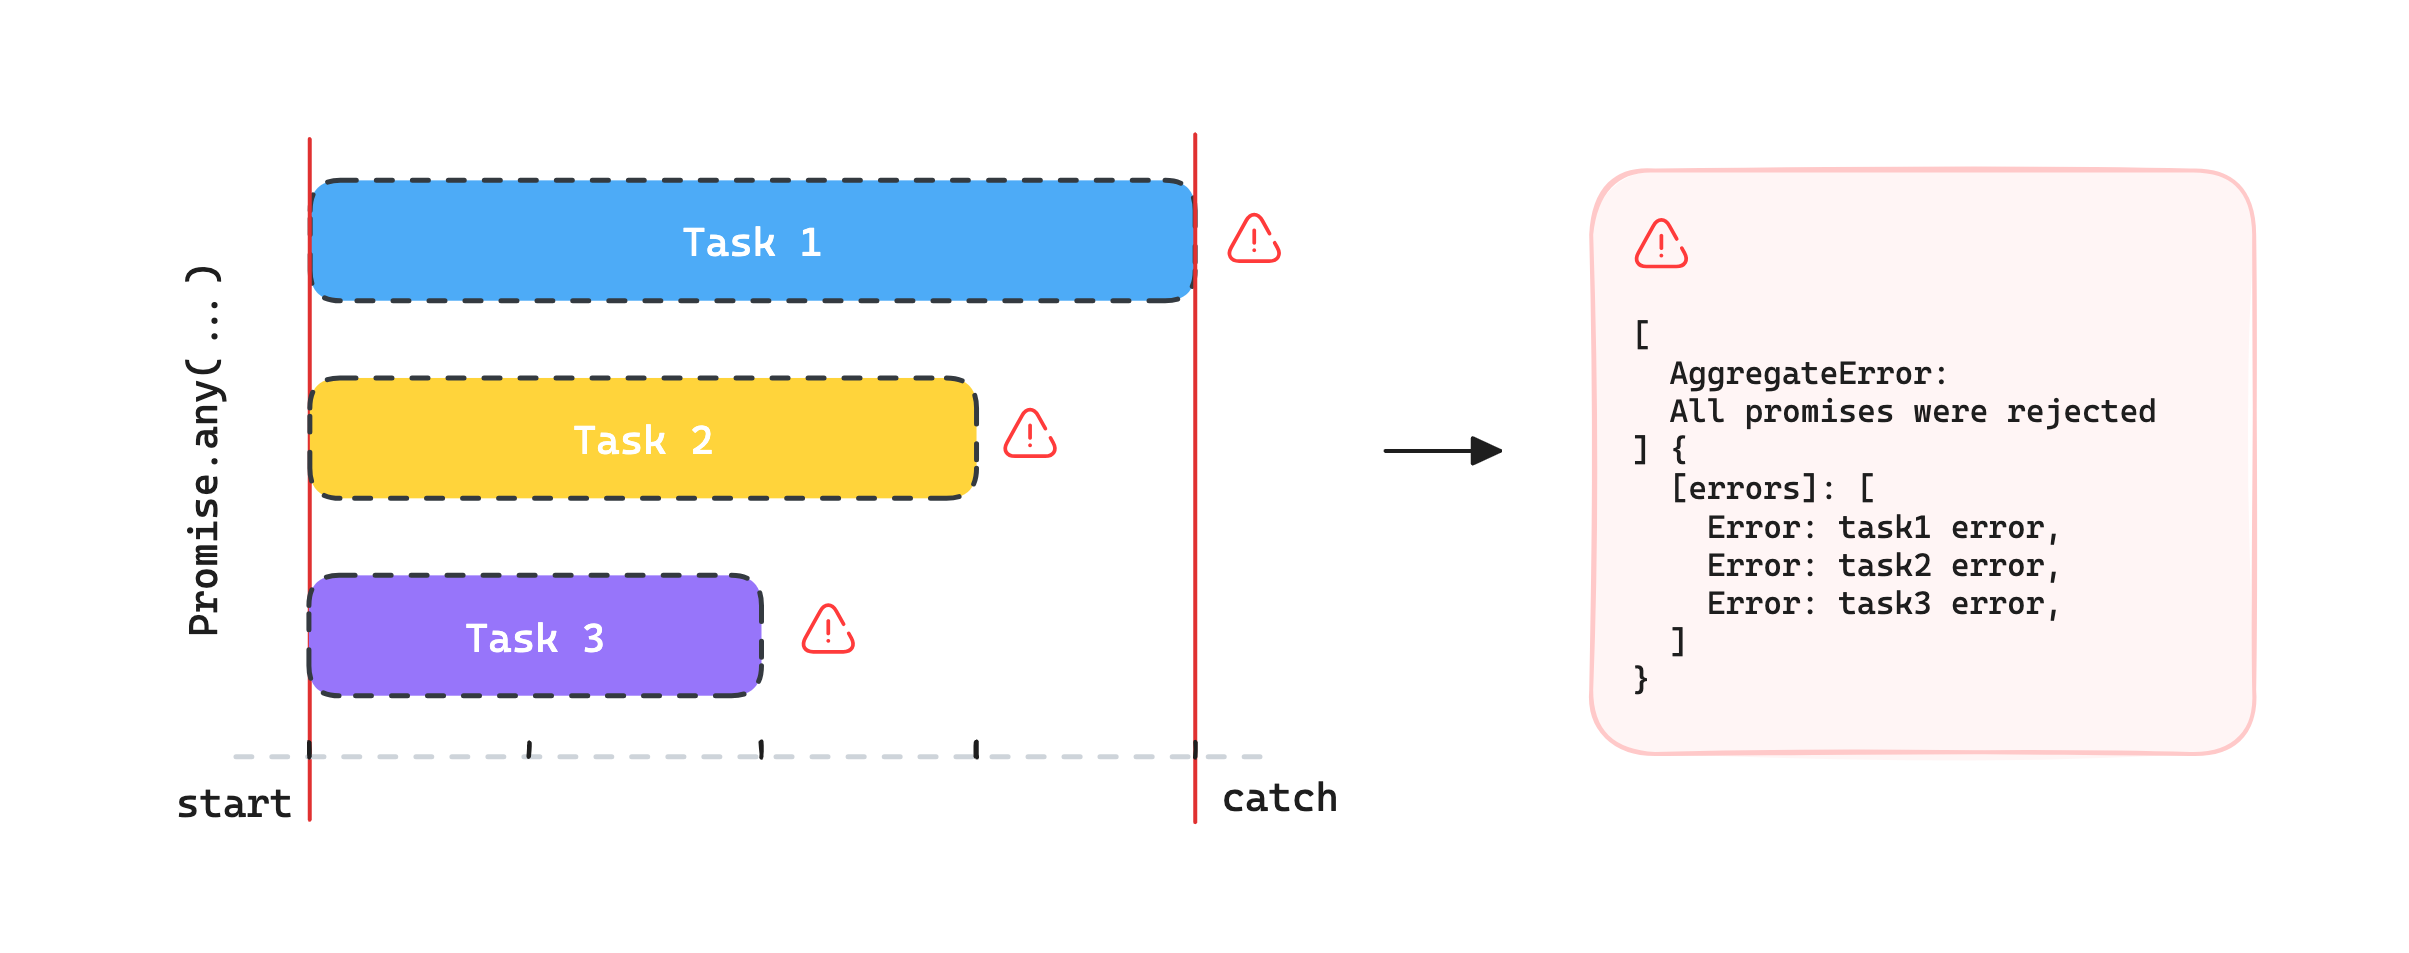 Promise.any(...)
Task 1
Task 2
Task 3
start
catch
[
  AggregateError:
  All promises were rejected
] {
  [errors]: [
    Error: task1 error,
    Error: task2 error,
    Error: task3 error,
  ]
}